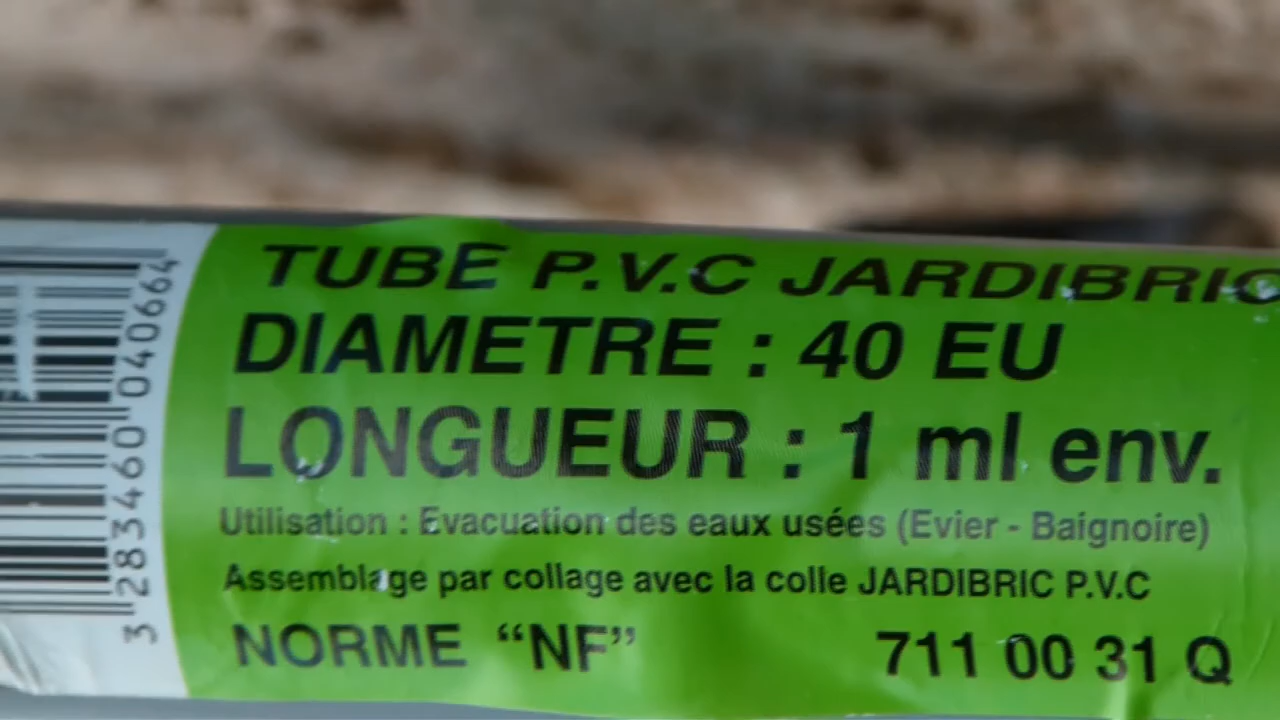 TUBE P.V.C JARDIBRIC
DIAMETRE : 40 EU
LONGUEUR : 1 ml env.
Utilisation : Evacuation des eaux usées (Evier - Baignoire)
Assemblage par collage avec la colle JARDIBRIC P.V.C
NORME “NF” 711 00 31 Q
3 283460 040664